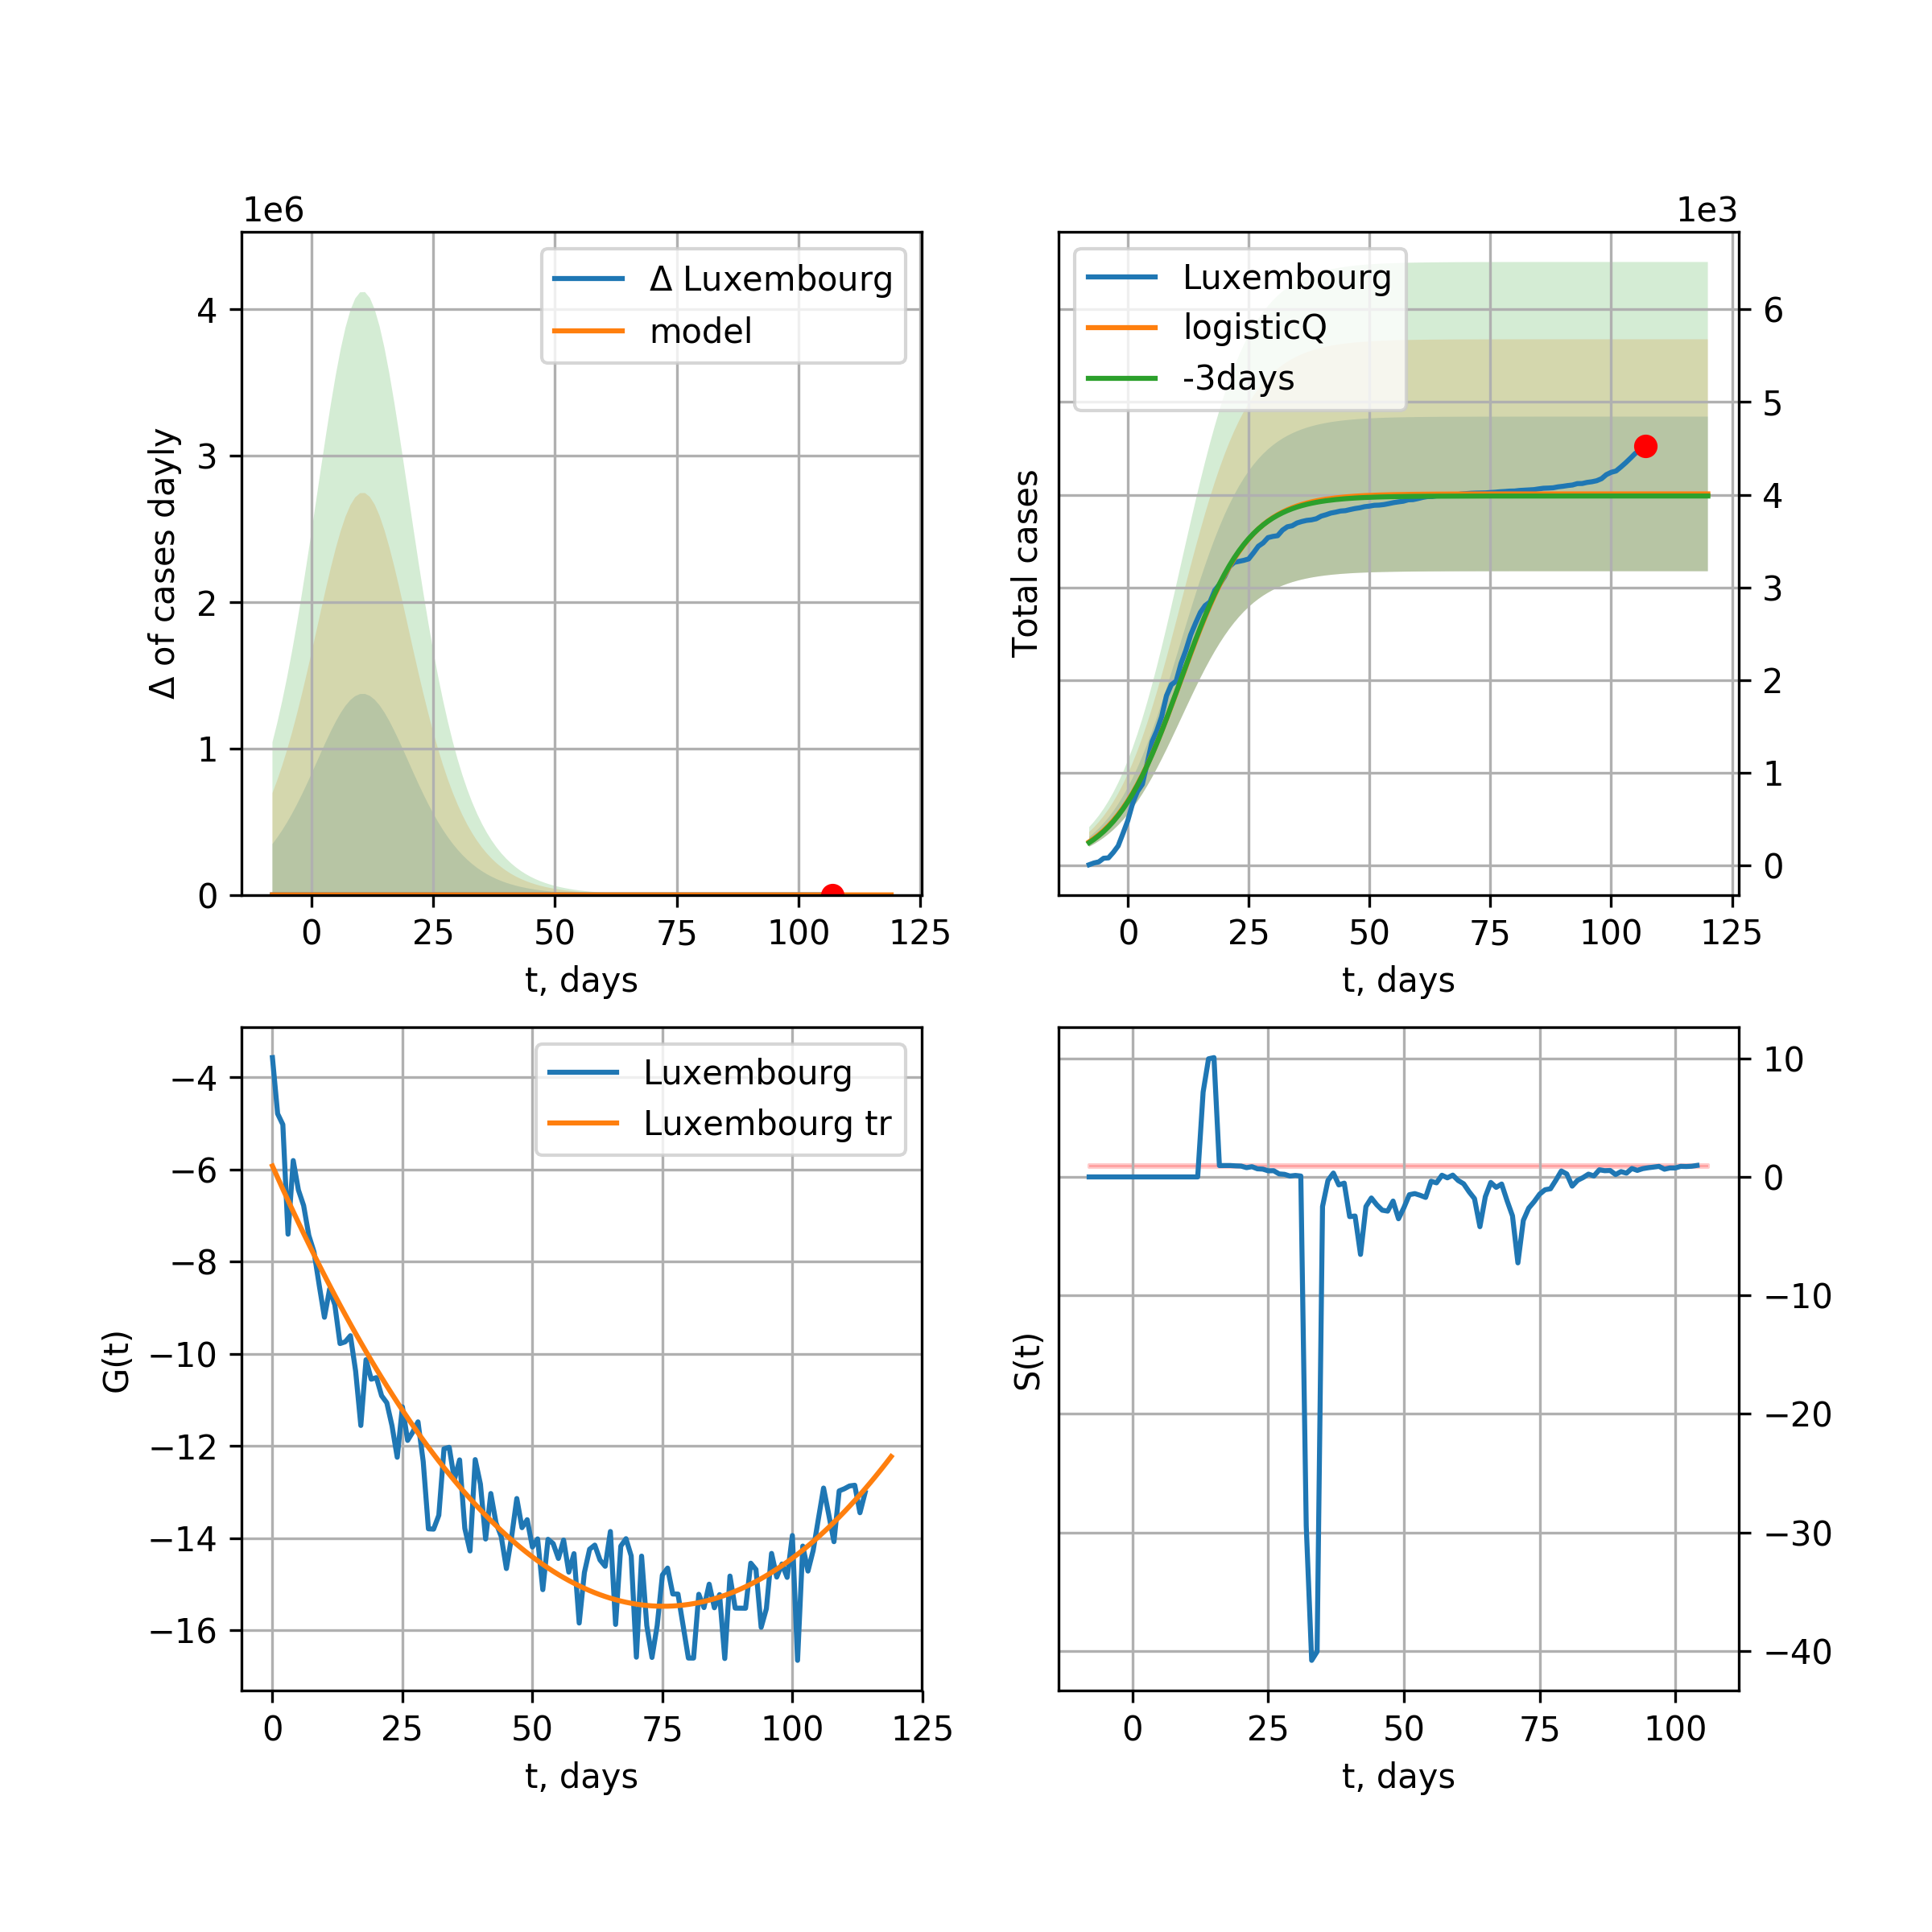 1e6
Δ of cases dayly
4
3
2
1
0
Δ Luxembourg
model
0 25 50 75 100 125
t, days
1e3
Total cases
Luxembourg
logisticQ
-3days
6
5
4
3
2
1
0
0 25 50 75 100 125
t, days
G(t)
−4
−6
−8
−10
−12
−14
−16
Luxembourg
Luxembourg tr
0 25 50 75 100 125
t, days
S(t)
10
0
−10
−20
−30
−40
0 25 50 75 100
t, days